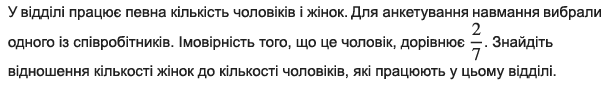 У відділі працює певна кількість чоловіків і жінок. Для анкетування навмання вибрали
одного із співробітників. Імовірність того, що це чоловік, дорівнює 2/7. Знайдіть
відношення кількості жінок до кількості чоловіків, які працюють у цьому відділі.